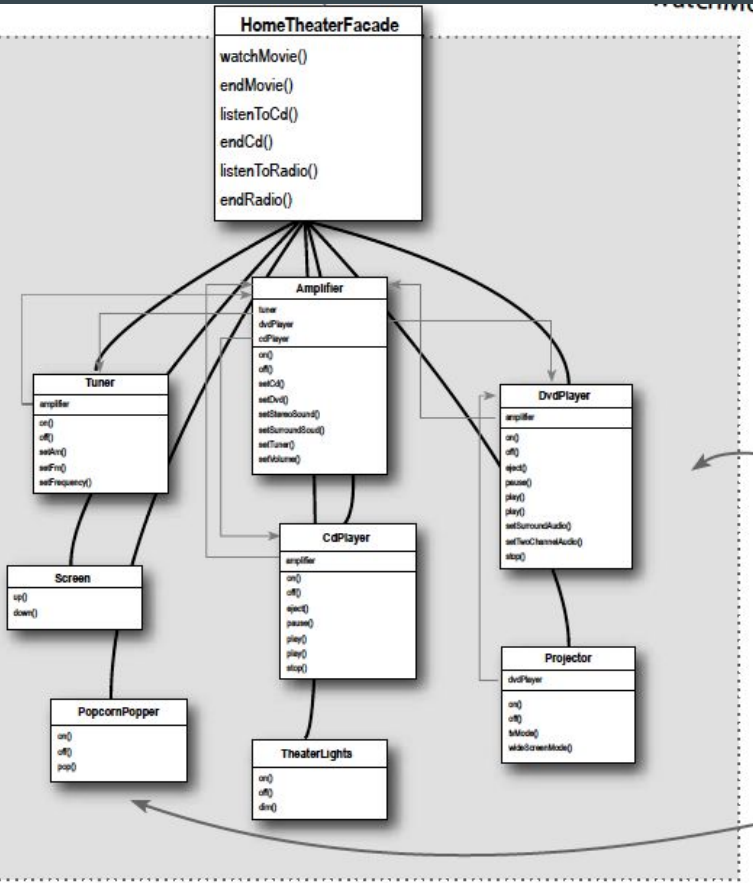 HomeTheaterFacade
watchMovie()
endMovie()
listenToCd()
endCd()
listenToRadio()
endRadio()
Amplifier
tuner
dvdPlayer
cdPlayer
on()
off()
setCd()
setDvd()
setStereoSound()
setSurroundSoud()
setTuner()
setVolume()
Tuner
amplifier
on()
off()
setAm()
setFm()
setFrequency()
DvdPlayer
amplifier
on()
off()
eject()
pause()
play()
play()
setSurroundAudio()
setTwoChannelAudio()
stop()
Screen
up()
down()
CdPlayer
amplifier
on()
off()
eject()
pause()
play()
play()
stop()
Projector
dvdPlayer
on()
off()
tvMode()
wideScreenMode()
PopcornPopper
on()
off()
pop()
TheaterLights
on()
off()
dim()